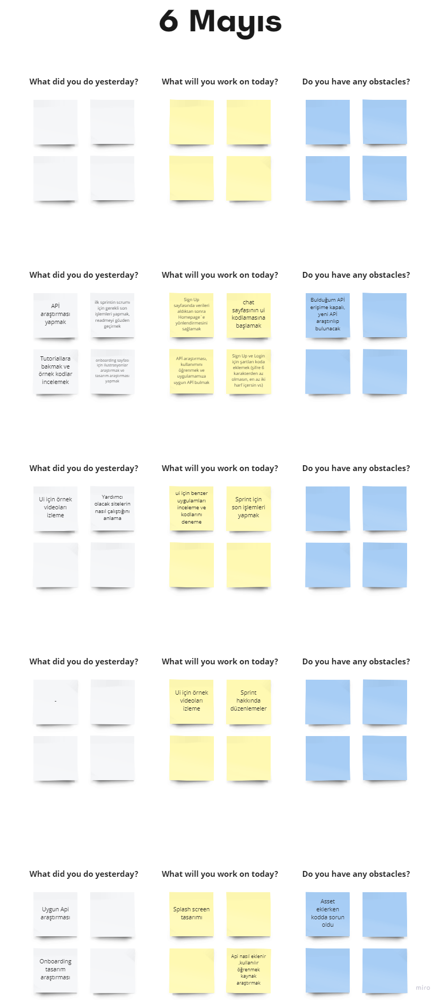 6 Mayıs
What did you do yesterday?
What will you work on today?
Do you have any obstacles?
What did you do yesterday?
What will you work on today?
Do you have any obstacles?
APİ
araştırması
yapmak
ilk sprintin scrumı
için gerekli son
işlemleri yapmak,
readmeyi gözden
geçirnek
Sign Up
sayfasında verileri
aldıktan sonra
Homepage`e
yönlendirmesini
sağlamak
chat
sayfasının ui
kodlamasına
başlamak
Bulduğum APİ
erişime kapalı,
yeni APİ
araştırılıp
bulunacak
Tutoriallara
bakmak ve
örnek kodlar
incelemek
onboarding sayfası
için ilustrasyonlar
araştırmak ve
tasarım araştırması
yapmak
APİ araştırması,
kullanımını
öğrenmek ve
uygulamamıza
uygun APİ bulmak
Sign Up ve Login
için şartları koda
eklemek (şifre 6
karakterden az
olmasın, en az iki
harf içersin vs)
What did you do yesterday?
What will you work on today?
Do you have any obstacles?
Ui için örnek
videoları
izleme
Yardımcı
olacak sitelerin
nasıl çalıştığını
anlama
ui için benzer
uygulamları
inceleme ve
kodlarını
deneme
Sprint için
son işlemleri
yapmak
What did you do yesterday?
What will you work on today?
Do you have any obstacles?
-
Ui için örnek
videoları
izleme
Sprint
hakkında
düzenlemeler
What did you do yesterday?
What will you work on today?
Do you have any obstacles?
Uygun Api
araştırması
Splash screen
tasarımı
Asset
eklerken
kodda sorun
oldu
Onboarding
tasarım
araştırması
Api nasıl eklenir
,kullanılır
öğrenmek
kaynak
araştırmak
miro